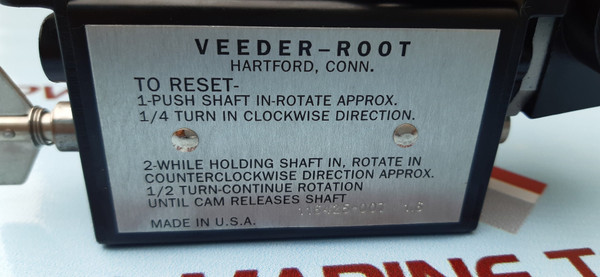 VEEDER-ROOT
HARTFORD, CONN.
TO RESET-
1-PUSH SHAFT IN-ROTATE APPROX.
1/4 TURN IN CLOCKWISE DIRECTION.
2-WHILE HOLDING SHAFT IN, ROTATE IN
COUNTERCLOCKWISE DIRECTION APPROX.
1/2 TURN-CONTINUE ROTATION
UNTIL CAM RELEASES SHAFT
MADE IN U.S.A.